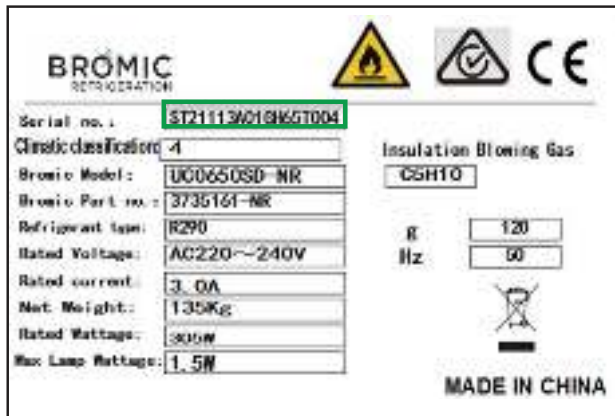 BROMIC
REFRIGERATION
CE
Serial no.: ST21113A018H65T004
Climatic classification: 4
Bromic Model: UC0650SD-NR
Bromic Part no.: 3735161-NR
Refrigerant type: R290
Rated Voltage: AC220~-240V
Rated current: 3.0A
Net Weight: 135Kg
Rated Wattage: 305W
Max Lamp Wattage: 1.5W
Insulation Blowing Gas
C5H10
g 120
Hz 50
MADE IN CHINA